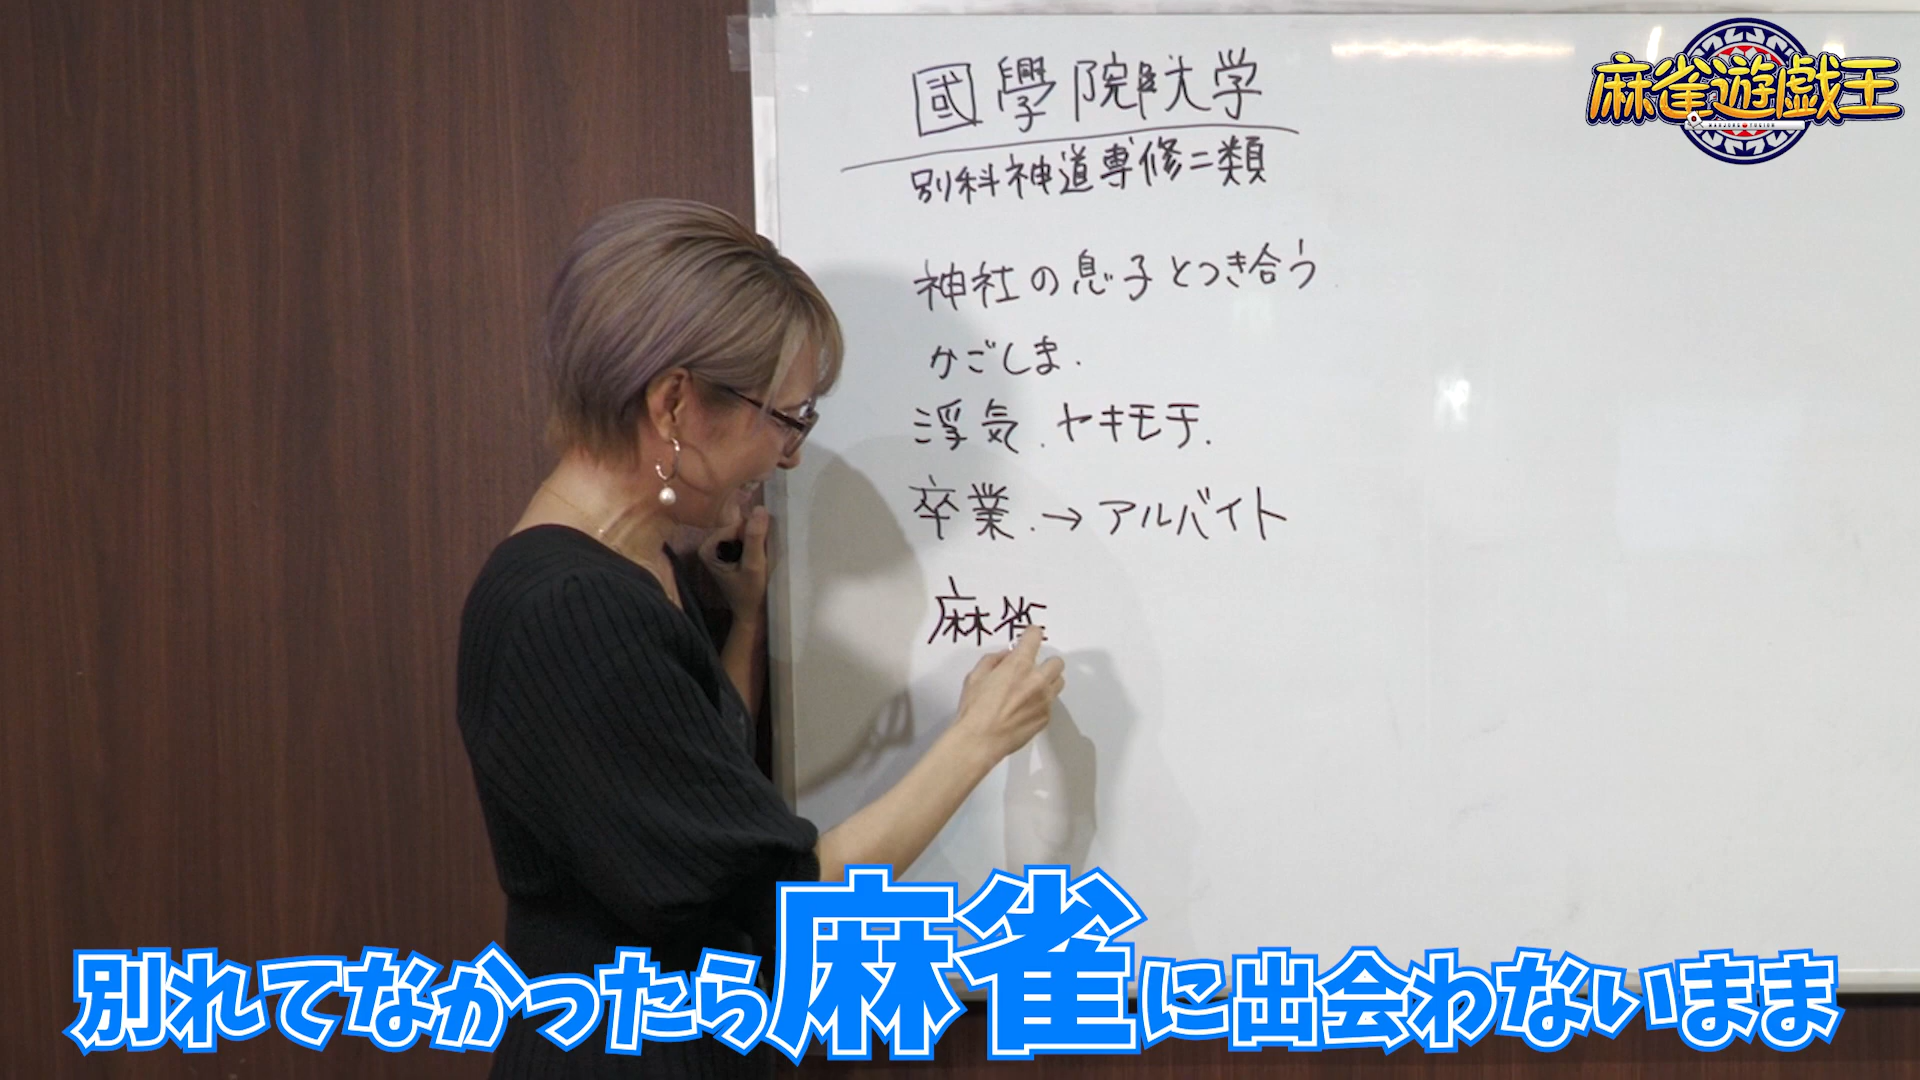 國學院大学
別科神道専修二類
神社の息子とつき合う
かごしま.
浮気.ヤキモチ.
卒業.→アルバイト
麻雀
麻雀遊戯王
別れてなかったら麻雀に出会わないまま